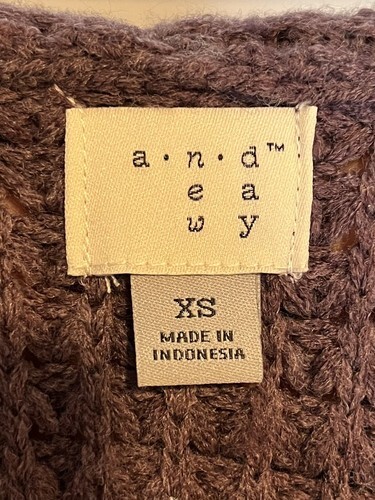 a·n·d™
e a
w y
XS
MADE IN
INDONESIA